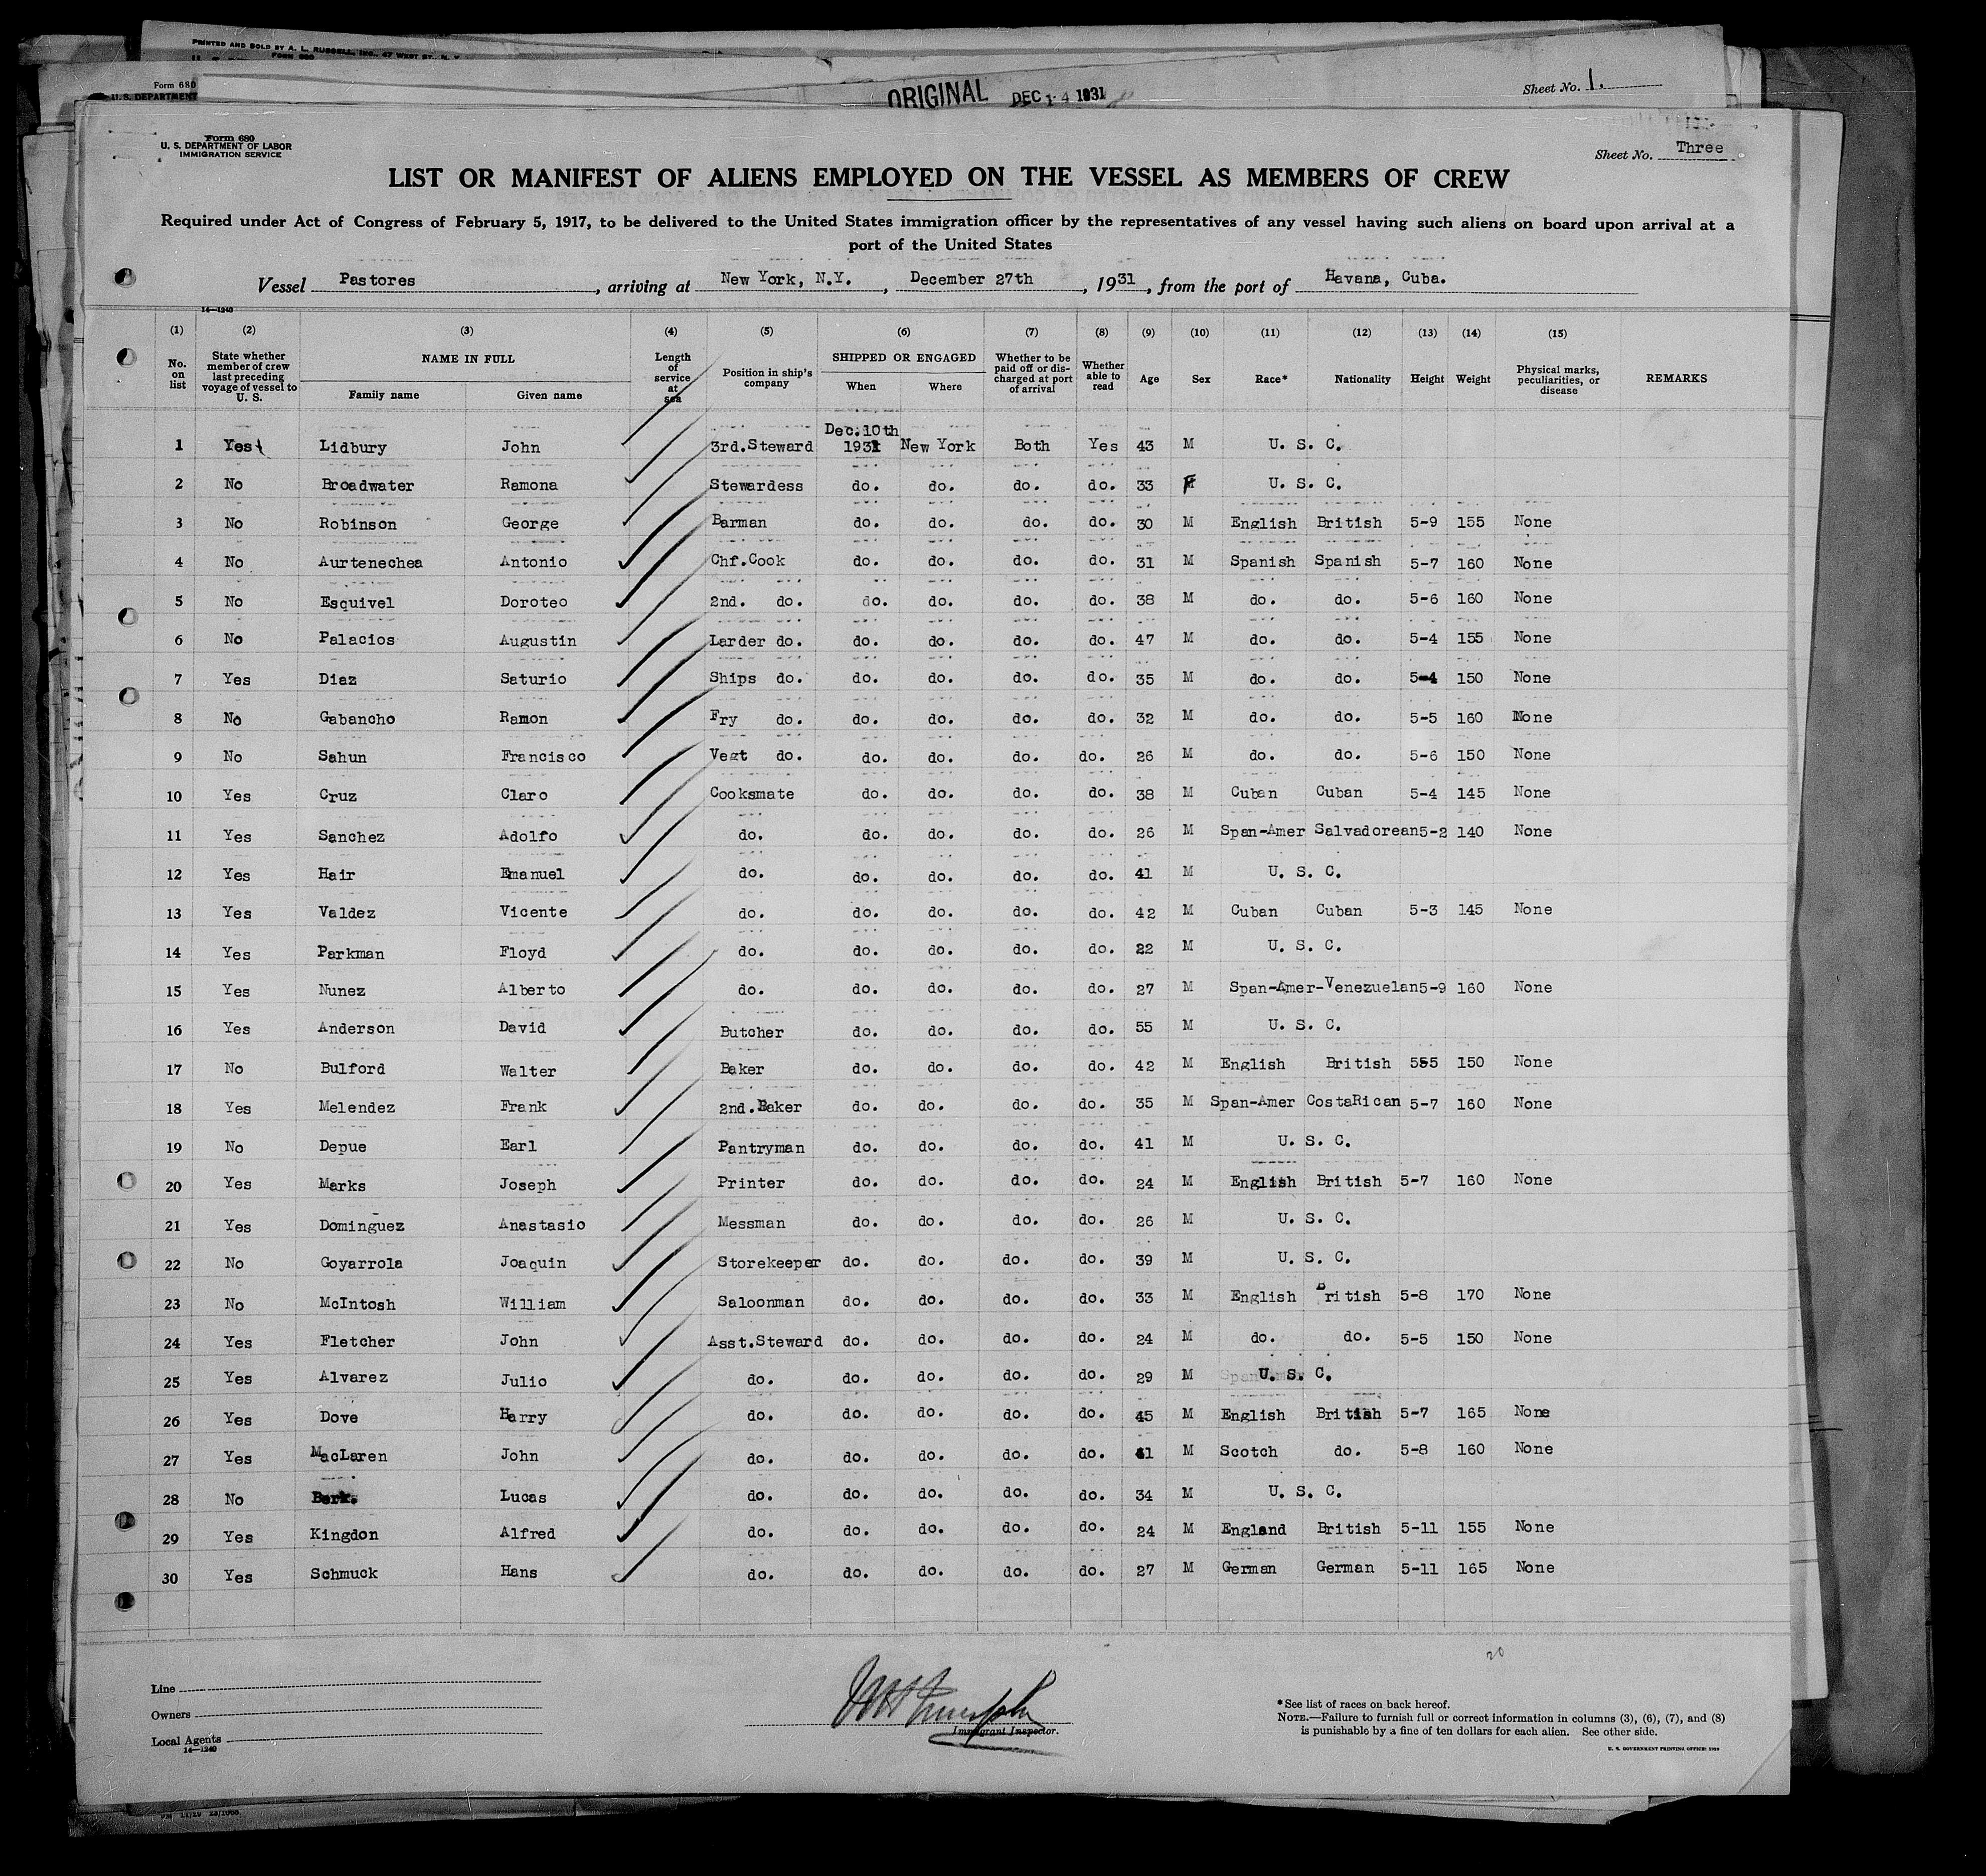 PRINTED AND SOLD BY A. L. RUSSELL, INC., 47 WEST ST., N. Y.
Form 680
Form 680
U. S. DEPARTMENT
ORIGINAL DEC 14 1931
Sheet No. 1.
Form 680
U. S. DEPARTMENT OF LABOR
IMMIGRATION SERVICE
Sheet No. Three
LIST OR MANIFEST OF ALIENS EMPLOYED ON THE VESSEL AS MEMBERS OF CREW
Required under Act of Congress of February 5, 1917, to be delivered to the United States immigration officer by the representatives of any vessel having such aliens on board upon arrival at a
port of the United States
Vessel Pastores, arriving at New York, N.Y., December 27th, 1931, from the port of Havana, Cuba.
14—1240
(1) (2) (3) (4) (5) (6) (7) (8) (9) (10) (11) (12) (13) (14) (15)
No. on list State whether member of crew last preceding voyage of vessel to U. S. NAME IN FULL Family name Given name Length of service at sea Position in ship's company SHIPPED OR ENGAGED When Where Whether to be paid off or discharged at port of arrival Whether able to read Age Sex Race* Nationality Height Weight Physical marks, peculiarities, or disease REMARKS
Dec. 10th
1 Yes Lidbury John 3rd. Steward 1931 New York Both Yes 43 M U. S. C.
2 No Broadwater Ramona Stewardess do. do. do. do. 33 F U. S. C.
3 No Robinson George Barman do. do. do. do. 30 M English British 5-9 155 None
4 No Aurtenechea Antonio Chf. Cook do. do. do. do. 31 M Spanish Spanish 5-7 160 None
5 No Esquivel Doroteo 2nd. do. do. do. do. do. 38 M do. do. 5-6 160 None
6 No Palacios Augustin Larder do. do. do. do. do. 47 M do. do. 5-4 155 None
7 Yes Diaz Saturio Ships do. do. do. do. do. 35 M do. do. 5-4 150 None
8 No Gabancho Ramon Fry do. do. do. do. do. 32 M do. do. 5-5 160 None
9 No Sahun Francisco Vegt do. do. do. do. do. 26 M do. do. 5-6 150 None
10 Yes Cruz Claro Cooksmate do. do. do. do. 38 M Cuban Cuban 5-4 145 None
11 Yes Sanchez Adolfo do. do. do. do. do. 26 M Span-Amer Salvadorean 5-2 140 None
12 Yes Hair Emanuel do. do. do. do. do. 41 M U. S. C.
13 Yes Valdez Vicente do. do. do. do. do. 42 M Cuban Cuban 5-3 145 None
14 Yes Parkman Floyd do. do. do. do. do. 22 M U. S. C.
15 Yes Nunez Alberto do. do. do. do. do. 27 M Span-Amer-Venezuelan 5-9 160 None
16 Yes Anderson David Butcher do. do. do. do. 55 M U. S. C.
17 No Bulford Walter Baker do. do. do. do. 42 M English British 5-5 150 None
18 Yes Melendez Frank 2nd. Baker do. do. do. do. 35 M Span-Amer CostaRican 5-7 160 None
19 No Depue Earl Pantryman do. do. do. do. 41 M U. S. C.
20 Yes Marks Joseph Printer do. do. do. do. 24 M English British 5-7 160 None
21 Yes Dominguez Anastasio Messman do. do. do. do. 26 M U. S. C.
22 No Goyarrola Joaquin Storekeeper do. do. do. do. 39 M U. S. C.
23 No McIntosh William Saloonman do. do. do. do. 33 M English British 5-8 170 None
24 Yes Fletcher John Asst. Steward do. do. do. do. 24 M do. do. 5-5 150 None
25 Yes Alvarez Julio do. do. do. do. do. 29 M U. S. C.
26 Yes Dove Harry do. do. do. do. do. 45 M English British 5-7 165 None
27 Yes MacLaren John do. do. do. do. do. 41 M Scotch do. 5-8 160 None
28 No Lucas do. do. do. do. do. 34 M U. S. C.
29 Yes Kingdon Alfred do. do. do. do. do. 24 M England British 5-11 155 None
30 Yes Schmuck Hans do. do. do. do. do. 27 M German German 5-11 165 None
20
Line
Owners
Local Agents
14—1240
Immigrant Inspector.
*See list of races on back hereof.
NOTE.—Failure to furnish full or correct information in columns (3), (6), (7), and (8)
is punishable by a fine of ten dollars for each alien. See other side.
U. S. GOVERNMENT PRINTING OFFICE: 1929